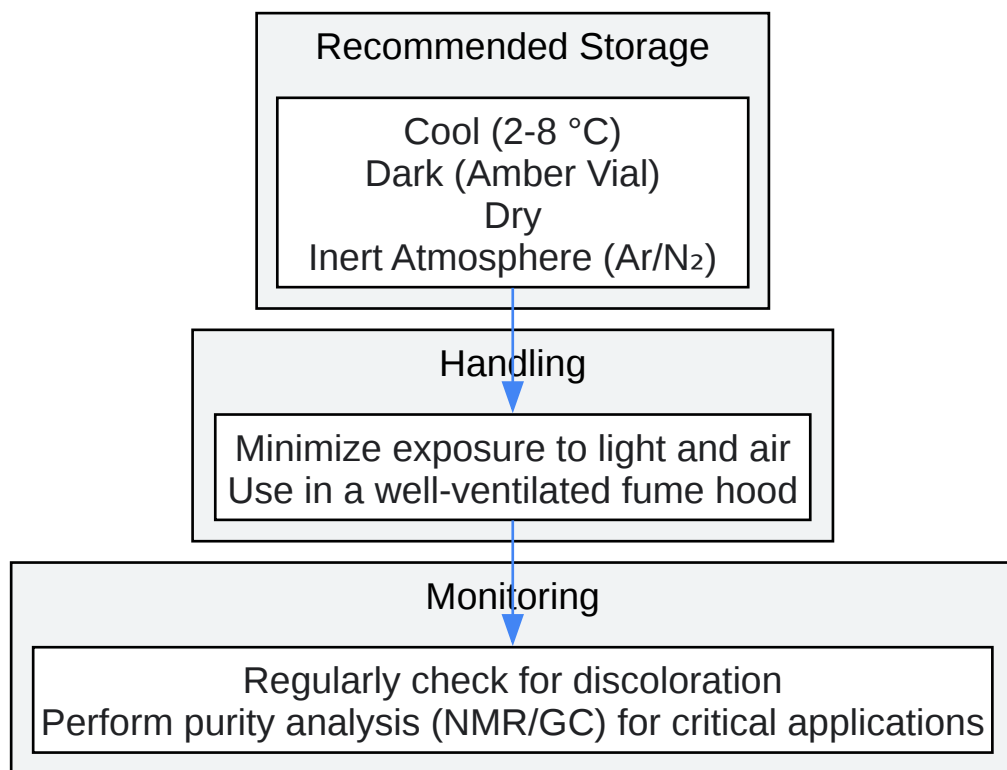 Recommended Storage
Cool (2-8 °C)
Dark (Amber Vial)
Dry
Inert Atmosphere (Ar/N₂)
Handling
Minimize exposure to light and air
Use in a well-ventilated fume hood
Monitoring
Regularly check for discoloration
Perform purity analysis (NMR/GC) for critical applications